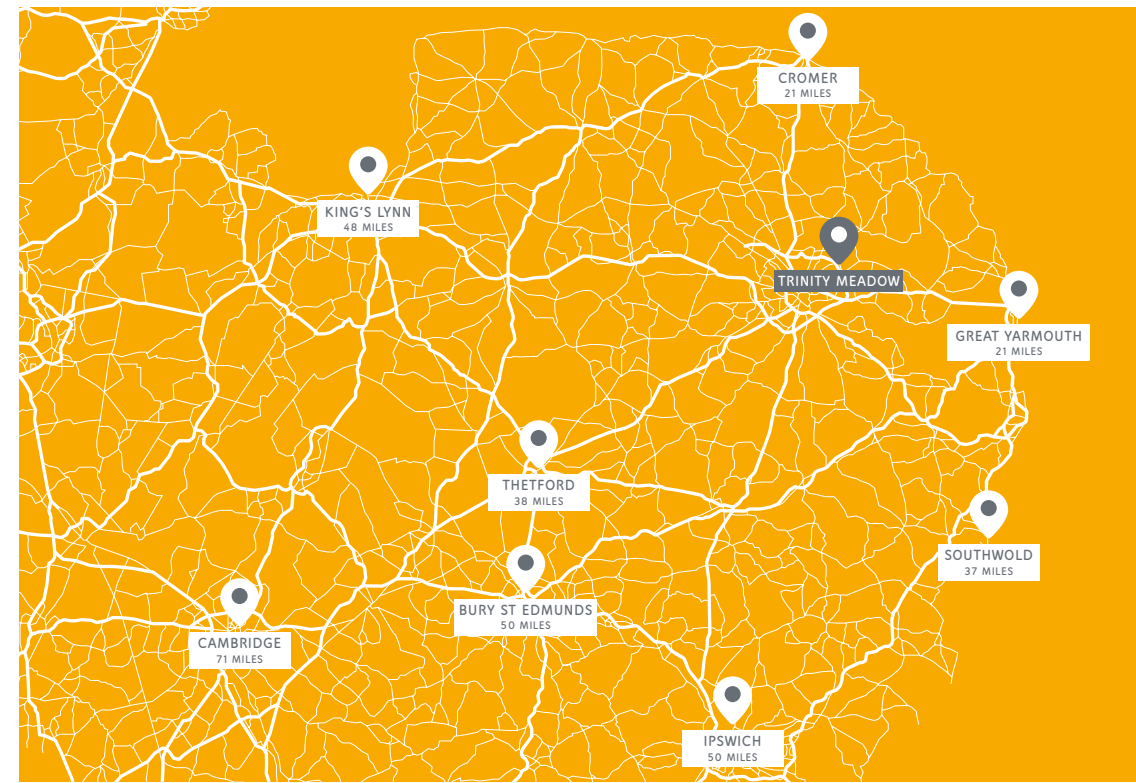 CROMER
21 MILES
KING'S LYNN
48 MILES
TRINITY MEADOW
GREAT YARMOUTH
21 MILES
THETFORD
38 MILES
SOUTHWOLD
37 MILES
BURY ST EDMUNDS
50 MILES
CAMBRIDGE
71 MILES
IPSWICH
50 MILES